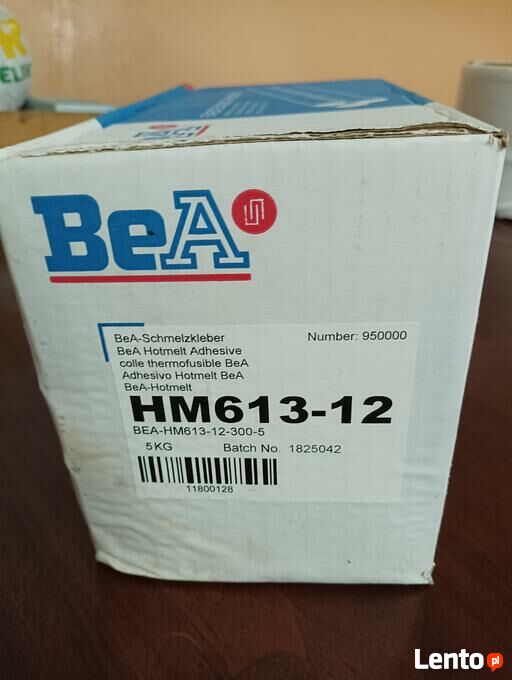 BeA
BeA-Schmelzkleber Number: 950000
BeA Hotmelt Adhesive
colle thermofusible BeA
Adhesivo Hotmelt BeA
BeA-Hotmelt
HM613-12
BEA-HM613-12-300-5
5KG Batch No. 1825042
11800128
Lento pl